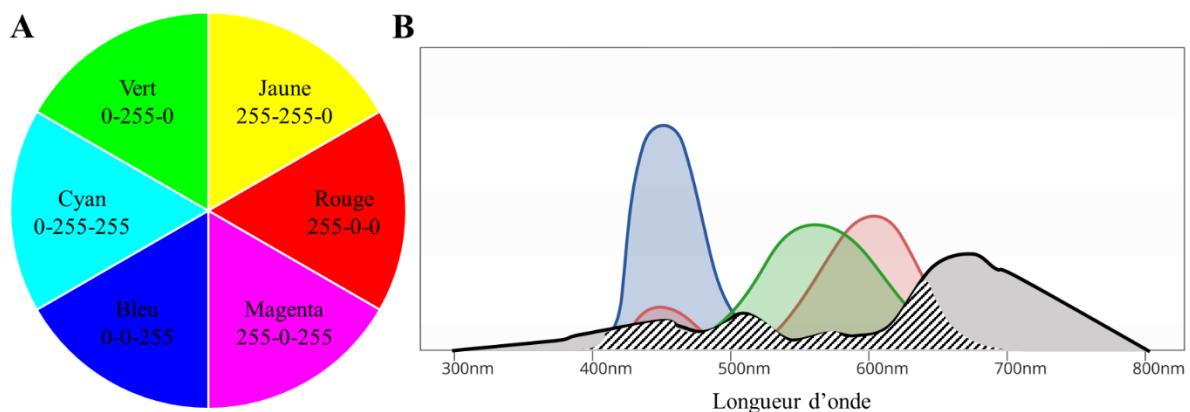 A
Vert
0-255-0
Jaune
255-255-0
Cyan
0-255-255
Rouge
255-0-0
Bleu
0-0-255
Magenta
255-0-255
B
300nm 400nm 500nm 600nm 700nm 800nm
Longueur d’onde